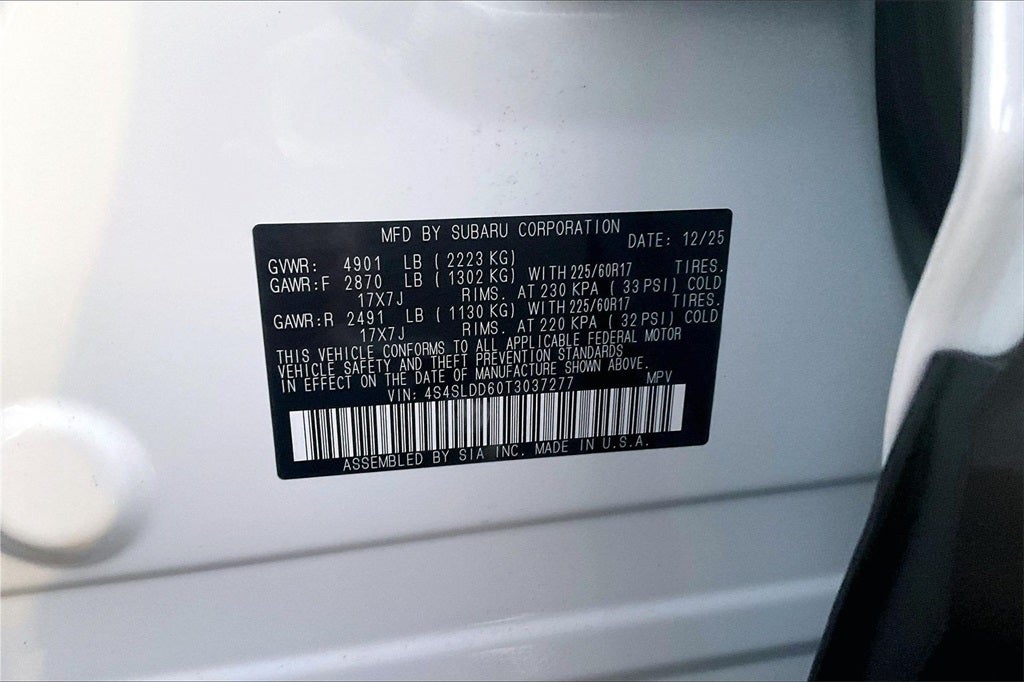 MFD BY SUBARU CORPORATION DATE: 12/25
GVWR: 4901 LB (2223 KG)
GAWR:F 2870 LB (1302 KG) WITH 225/60R17 TIRES.
17X7J RIMS. AT 230 KPA (33 PSI) COLD
GAWR:R 2491 LB (1130 KG) WITH 225/60R17 TIRES.
17X7J RIMS. AT 220 KPA (32 PSI) COLD
THIS VEHICLE CONFORMS TO ALL APPLICABLE FEDERAL MOTOR
VEHICLE SAFETY AND THEFT PREVENTION STANDARDS
IN EFFECT ON THE DATE OF MANUFACTURE SHOWN ABOVE.
VIN: 4S4SLDD60T3037277 MPV
ASSEMBLED BY SIA INC. MADE IN U.S.A.